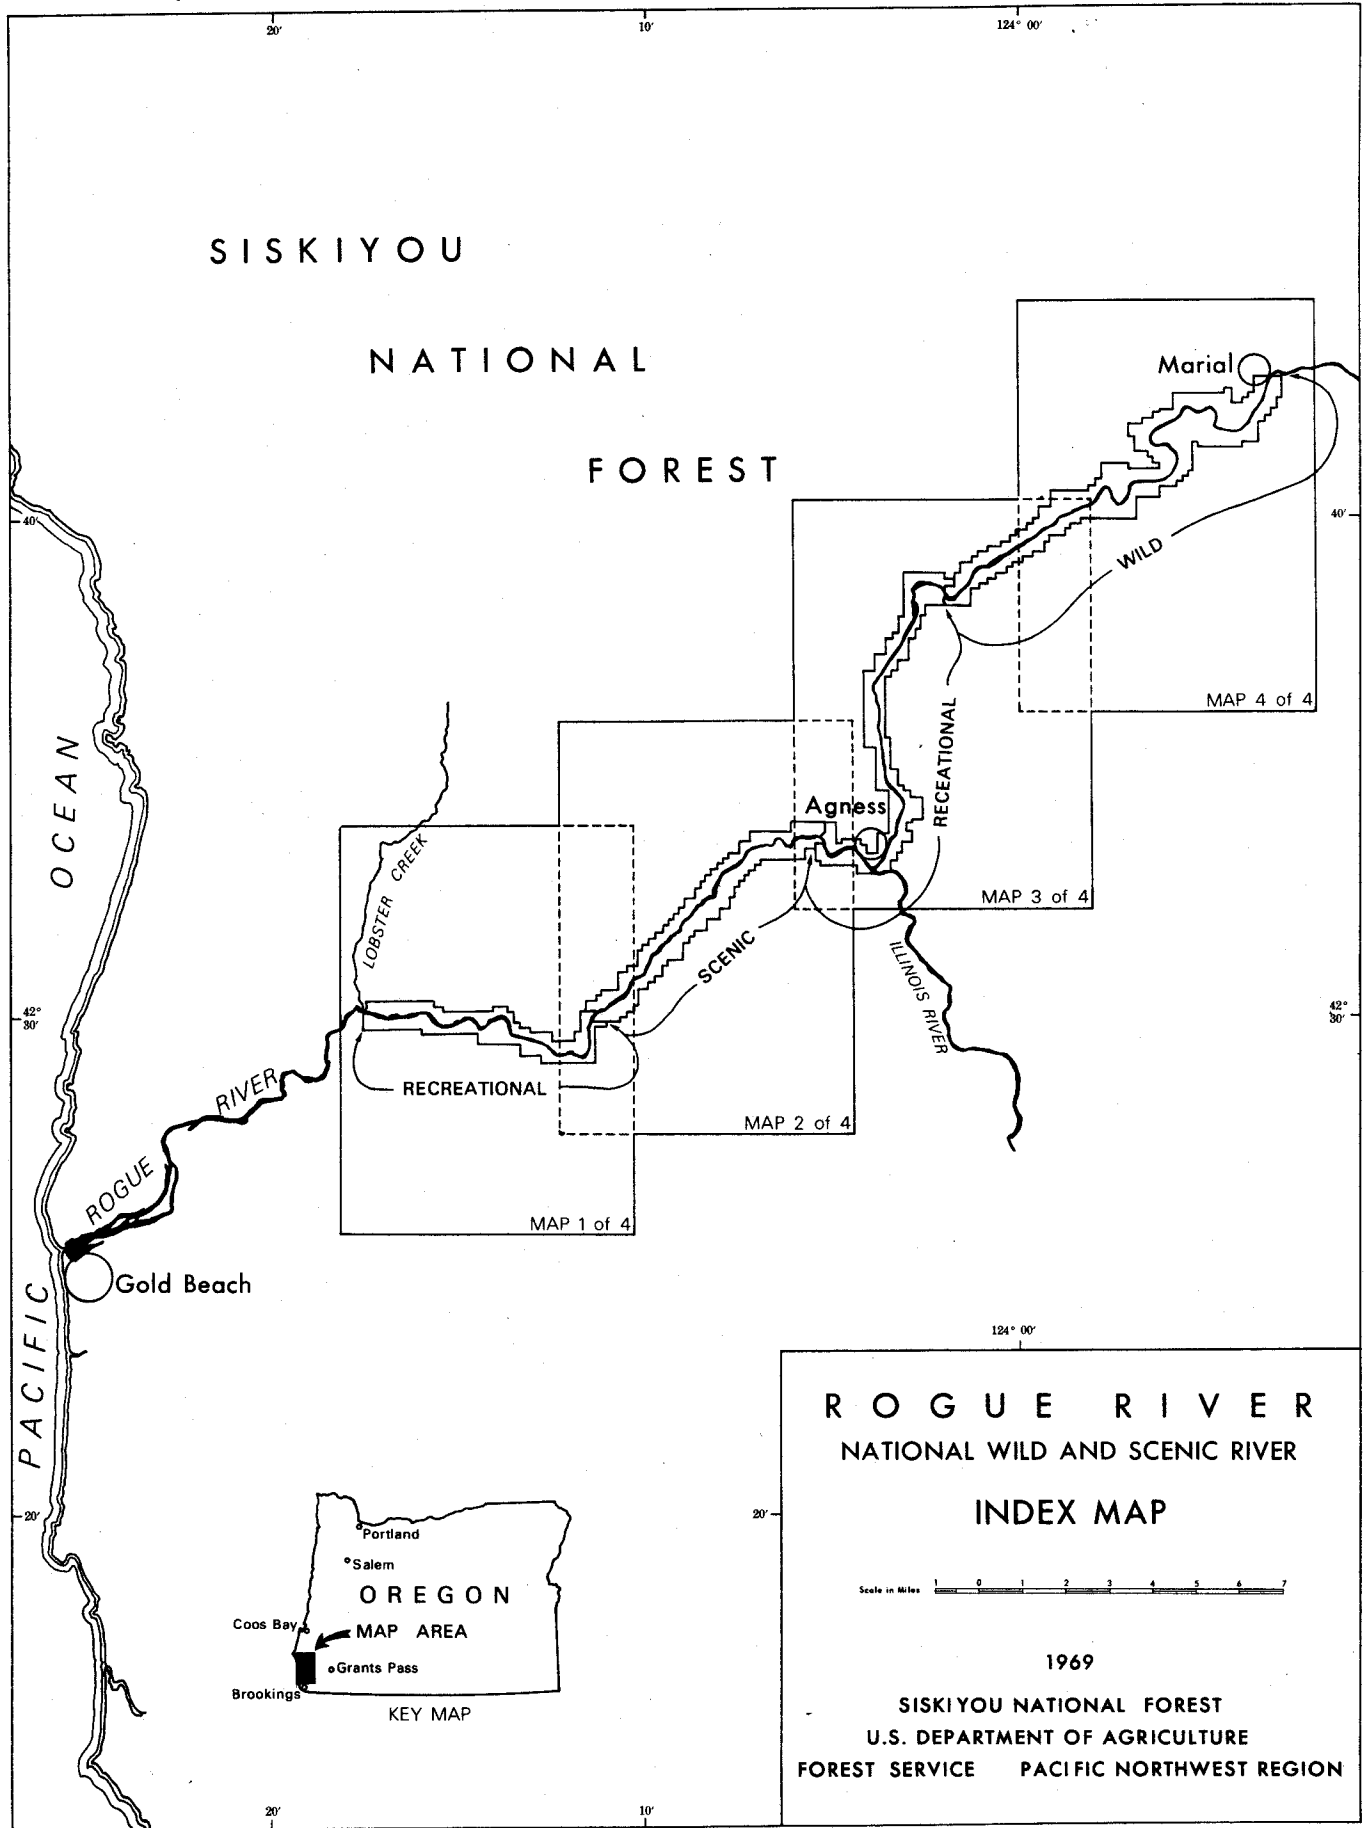 20′
10′
124° 00′
SISKIYOU
NATIONAL
FOREST
Marial
40′
40′
WILD
MAP 4 of 4
RECEATIONAL
OCEAN
Agness
LOBSTER CREEK
MAP 3 of 4
SCENIC
ILLINOIS RIVER
42°
30′
42°
30′
RECREATIONAL
RIVER
MAP 2 of 4
ROGUE
MAP 1 of 4
Gold Beach
PACIFIC
124° 00′
ROGUE RIVER
NATIONAL WILD AND SCENIC RIVER
INDEX MAP
20′
20′
Portland
Salem
OREGON
Scale in Miles 1 0 1 2 3 4 5 6 7
Coos Bay
MAP AREA
Grants Pass
Brookings
KEY MAP
1969
SISKIYOU NATIONAL FOREST
U.S. DEPARTMENT OF AGRICULTURE
FOREST SERVICE PACIFIC NORTHWEST REGION
20′
10′